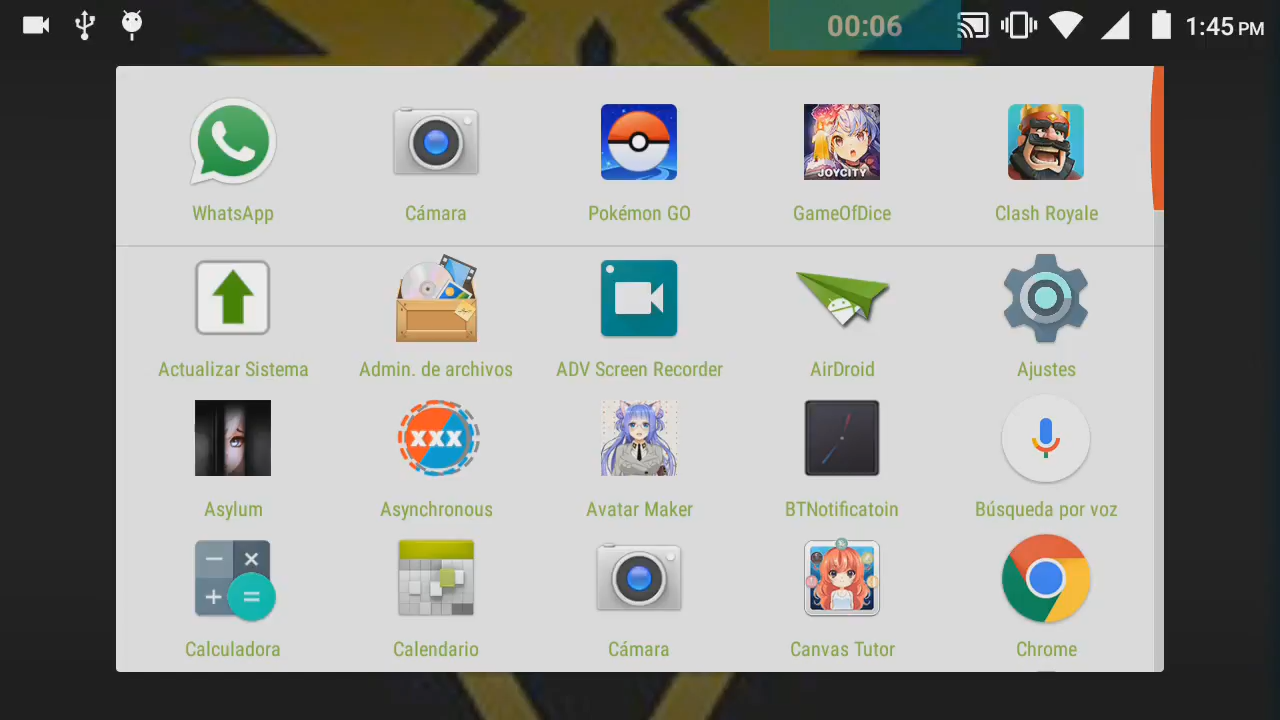 00:06
1:45 PM
JOYCITY
WhatsApp
Cámara
Pokémon GO
GameOfDice
Clash Royale
Actualizar Sistema
Admin. de archivos
ADV Screen Recorder
AirDroid
Ajustes
XXX
Asylum
Asynchronous
Avatar Maker
BTNotificatoin
Búsqueda por voz
Calculadora
Calendario
Cámara
Canvas Tutor
Chrome